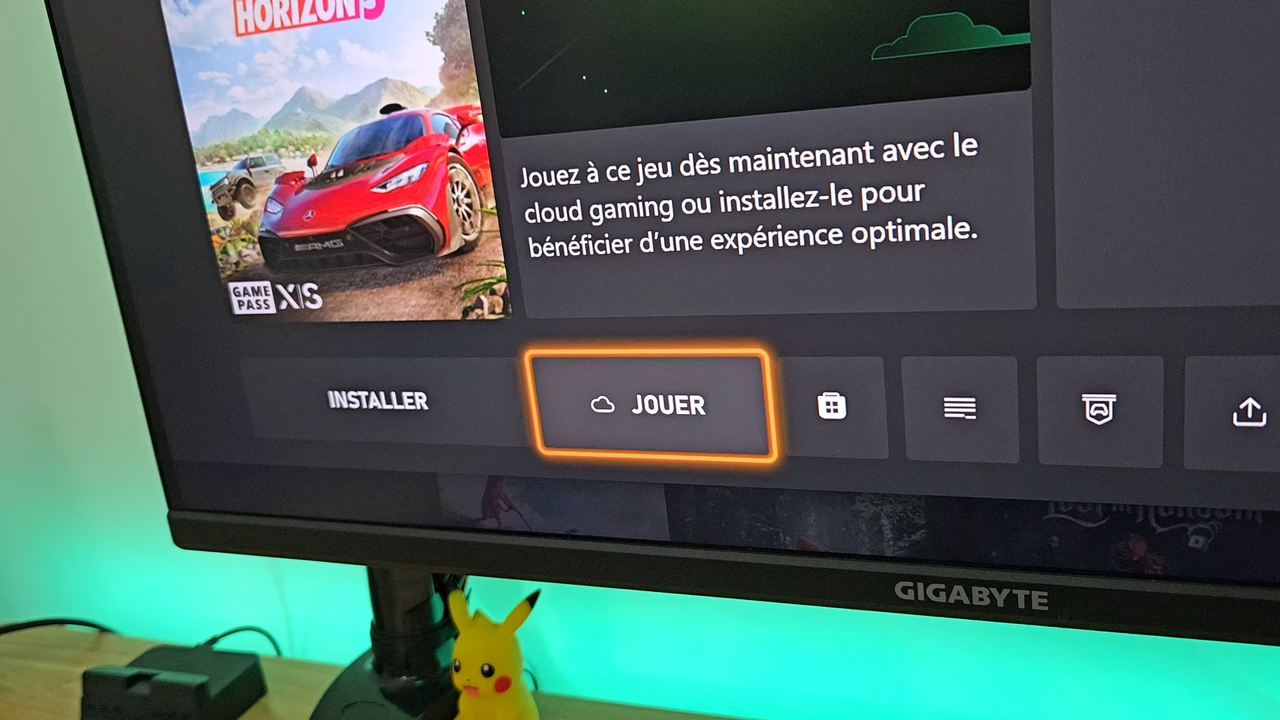 HORIZON 5
Jouez à ce jeu dès maintenant avec le
cloud gaming ou installez-le pour
bénéficier d'une expérience optimale.
AMG
GAME
PASS
X|S
INSTALLER
JOUER
GIGABYTE